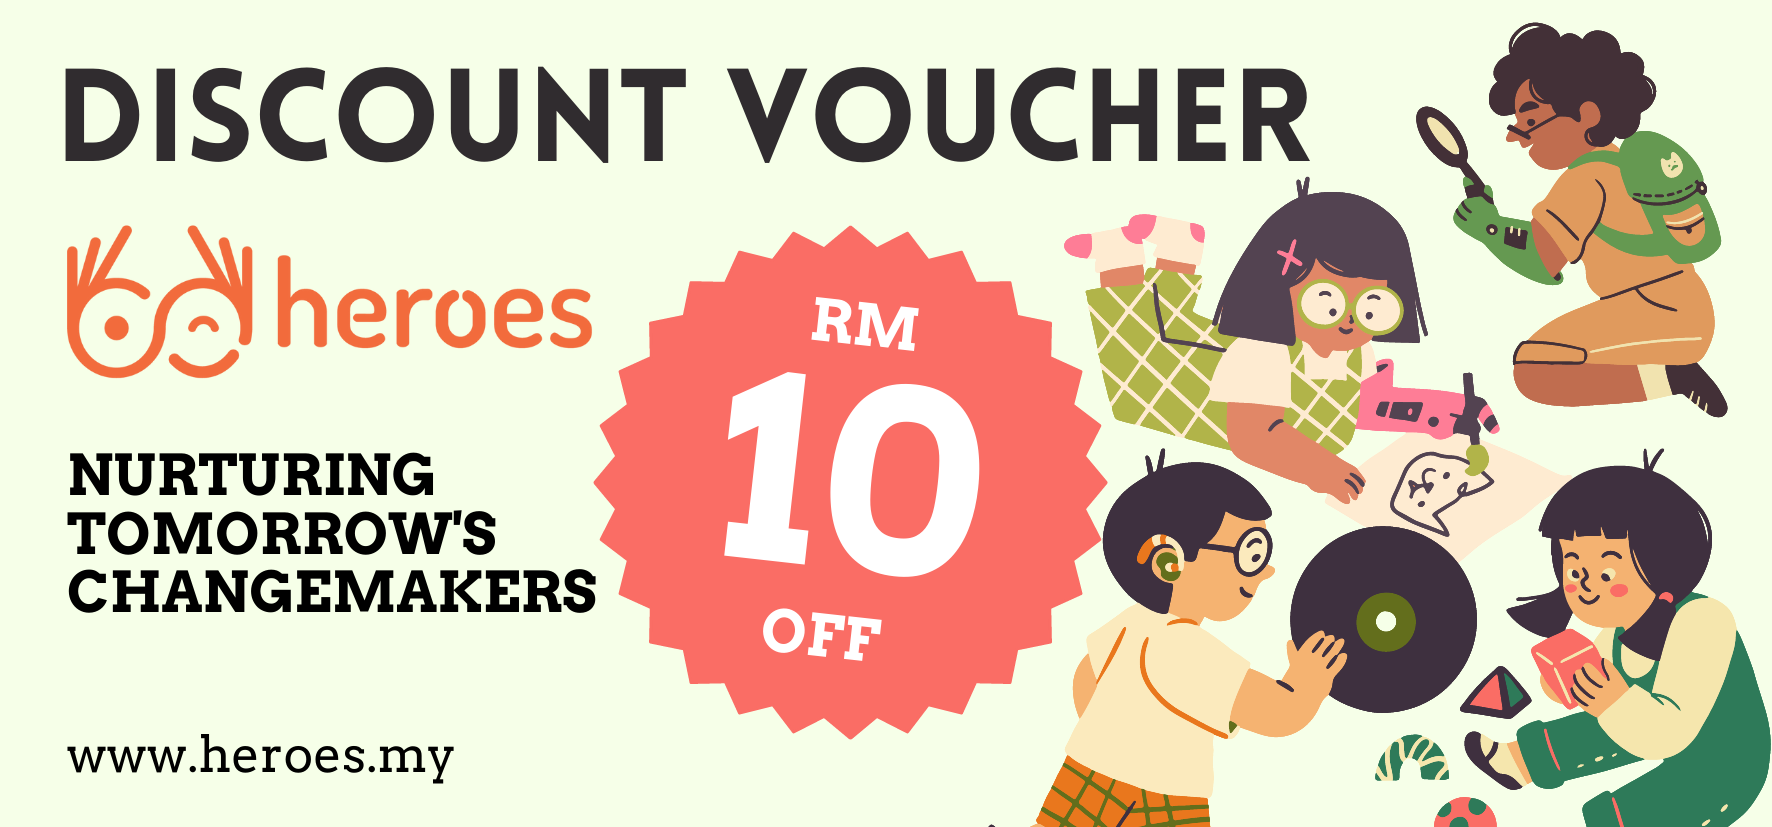 DISCOUNT VOUCHER
heroes
RM
10
OFF
NURTURING
TOMORROW'S
CHANGEMAKERS
www.heroes.my